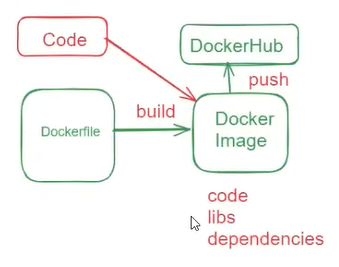 Code
DockerHub
push
build
Dockerfile
Docker
Image
code
libs
dependencies